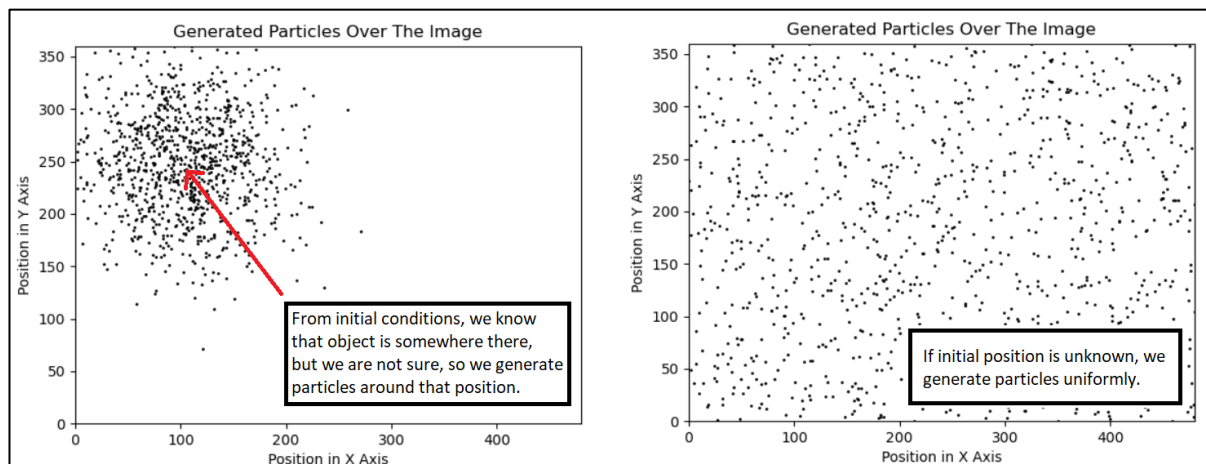 Generated Particles Over The Image
350
300
250
200
150
100
50
0
Position in Y Axis
0 100 200 300 400
Position in X Axis
From initial conditions, we know
that object is somewhere there,
but we are not sure, so we generate
particles around that position.
Generated Particles Over The Image
350
300
250
200
150
100
50
0
Position in Y Axis
0 100 200 300 400
Position in X Axis
If initial position is unknown, we
generate particles uniformly.